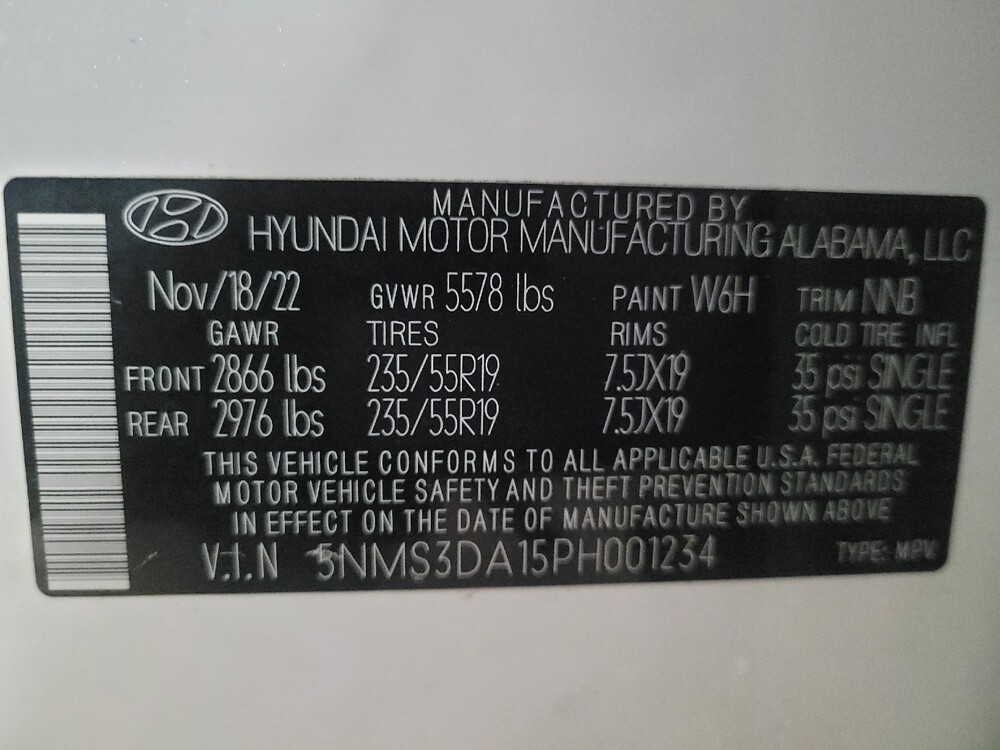 MANUFACTURED BY
HYUNDAI MOTOR MANUFACTURING ALABAMA, LLC
Nov/18/22 GVWR 5578 lbs PAINT W6H TRIM NNB
GAWR TIRES RIMS COLD TIRE INFL
FRONT 2866 lbs 235/55R19 7.5JX19 35 psi SINGLE
REAR 2976 lbs 235/55R19 7.5JX19 35 psi SINGLE
THIS VEHICLE CONFORMS TO ALL APPLICABLE U.S.A. FEDERAL
MOTOR VEHICLE SAFETY AND THEFT PREVENTION STANDARDS
IN EFFECT ON THE DATE OF MANUFACTURE SHOWN ABOVE
V.I.N 5NMS3DA15PH001234 TYPE: MPV